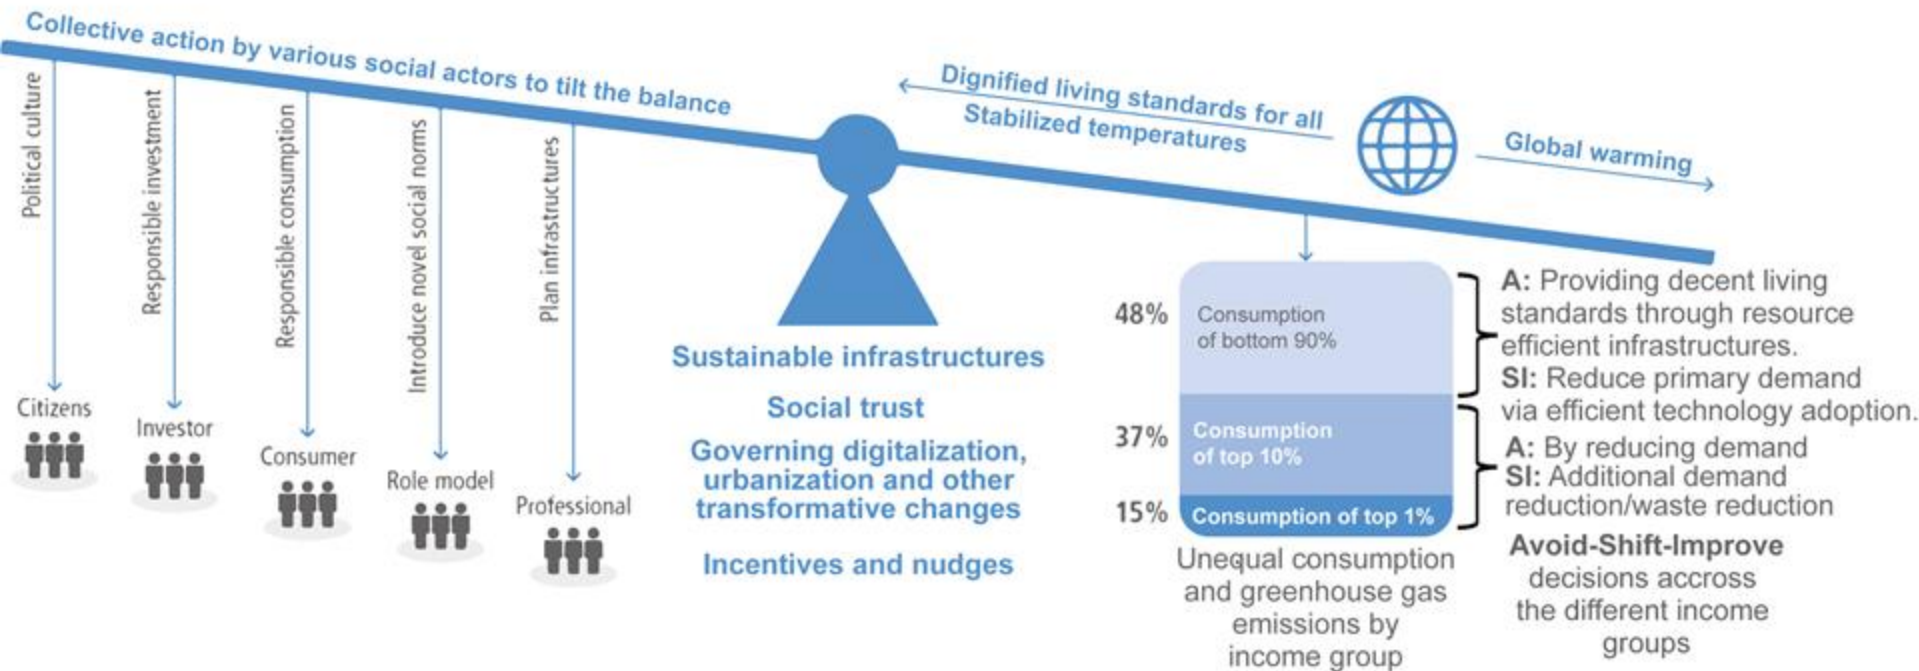 Collective action by various social actors to tilt the balance
Political culture
Responsible investment
Responsible consumption
Introduce novel social norms
Plan infrastructures
Citizens
Investor
Consumer
Role model
Professional
Dignified living standards for all
Stabilized temperatures
Global warming
Sustainable infrastructures
Social trust
Governing digitalization,
urbanization and other
transformative changes
Incentives and nudges
48%
Consumption
of bottom 90%
37%
Consumption
of top 10%
15%
Consumption of top 1%
Unequal consumption
and greenhouse gas
emissions by
income group
A: Providing decent living
standards through resource
efficient infrastructures.
SI: Reduce primary demand
via efficient technology adoption.
A: By reducing demand
SI: Additional demand
reduction/waste reduction
Avoid-Shift-Improve
decisions accross
the different income
groups